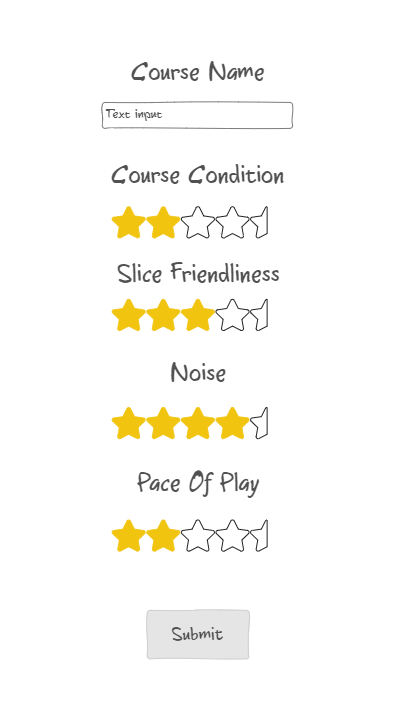 Course Name
Text input
Course Condition
Slice Friendliness
Noise
Pace Of Play
Submit